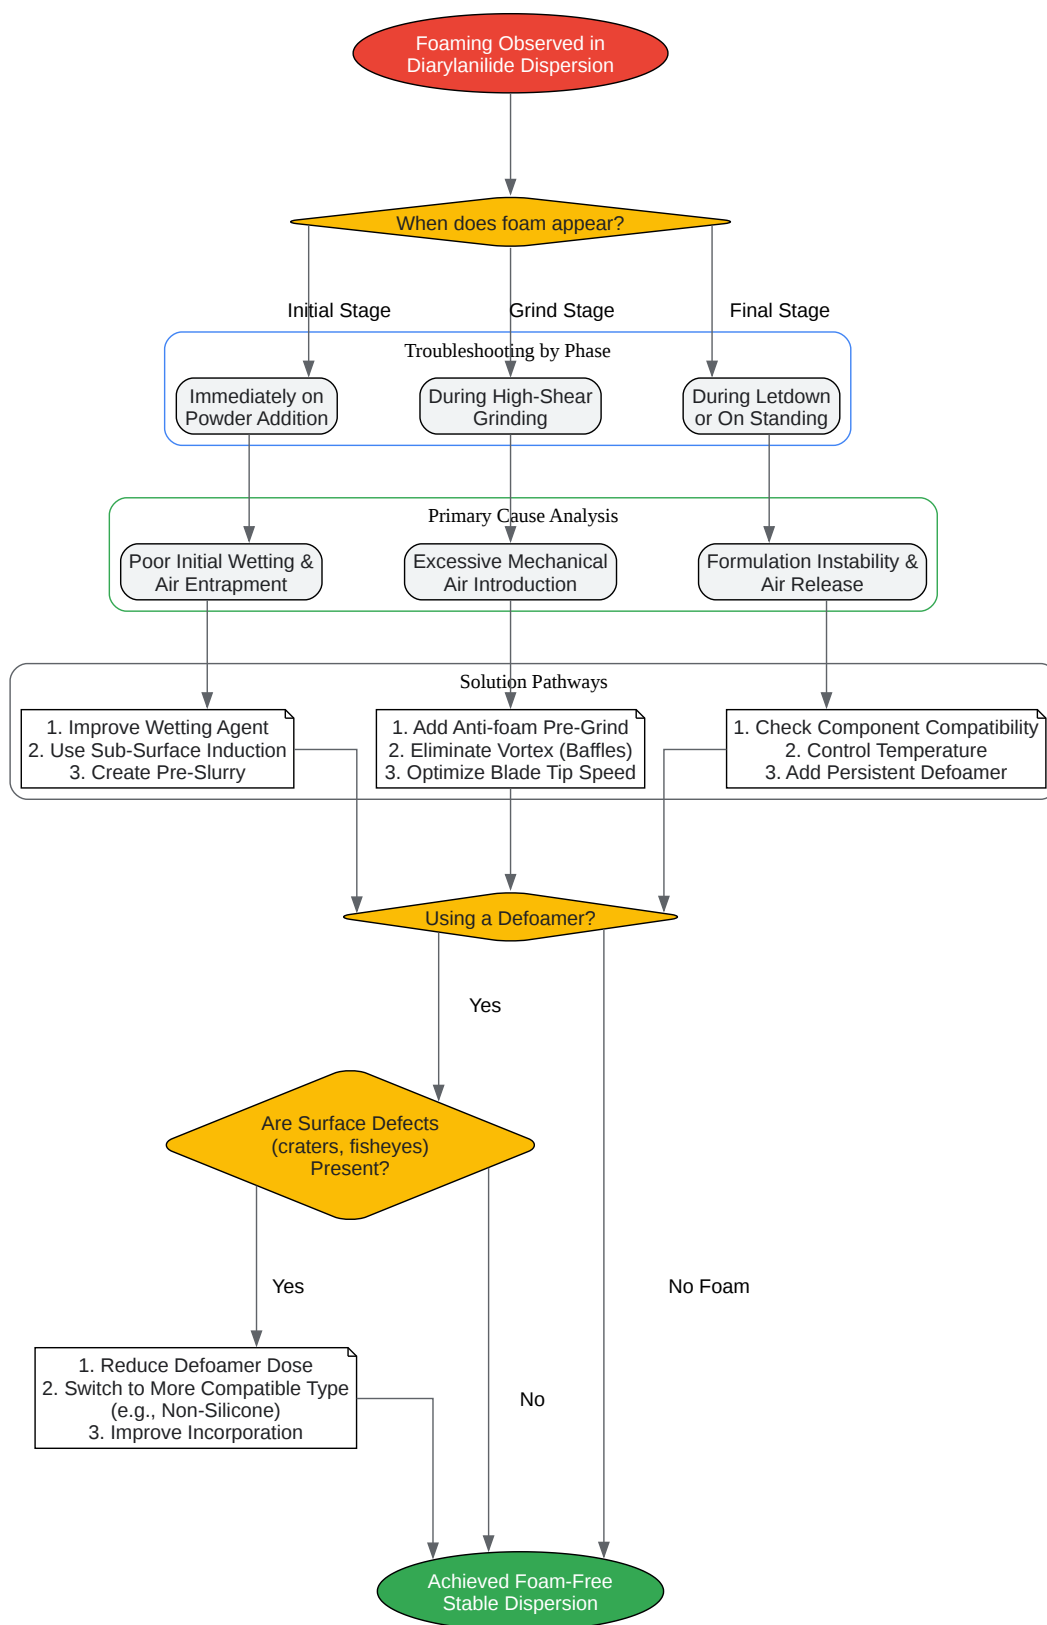 Foaming Observed in
Diarylanilide Dispersion
When does foam appear?
Initial Stage
Grind Stage
Final Stage
Troubleshooting by Phase
Immediately on
Powder Addition
During High-Shear
Grinding
During Letdown
or On Standing
Primary Cause Analysis
Poor Initial Wetting &
Air Entrapment
Excessive Mechanical
Air Introduction
Formulation Instability &
Air Release
Solution Pathways
1. Improve Wetting Agent
2. Use Sub-Surface Induction
3. Create Pre-Slurry
1. Add Anti-foam Pre-Grind
2. Eliminate Vortex (Baffles)
3. Optimize Blade Tip Speed
1. Check Component Compatibility
2. Control Temperature
3. Add Persistent Defoamer
Using a Defoamer?
Yes
Are Surface Defects
(craters, fisheyes)
Present?
Yes
No Foam
1. Reduce Defoamer Dose
2. Switch to More Compatible Type
(e.g., Non-Silicone)
3. Improve Incorporation
No
Achieved Foam-Free
Stable Dispersion